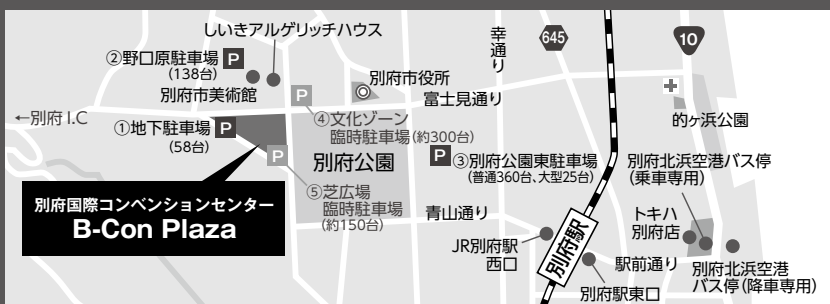 しいきアルゲリッチハウス
②野口原駐車場 P
(138台)
別府市美術館
幸通り
645
10
別府市役所
富士見通り
←別府I.C
①地下駐車場 P
(58台)
P
④文化ゾーン
臨時駐車場(約300台)
的ヶ浜公園
別府公園
P ③別府公園東駐車場
(普通360台、大型25台)
別府北浜空港バス停
(乗車専用)
P
⑤芝広場
臨時駐車場
(約150台)
別府国際コンベンションセンター
B-Con Plaza
青山通り
トキハ
別府店
JR別府駅
西口
別府駅
駅前通り
別府駅東口
別府北浜空港
バス停(降車専用)